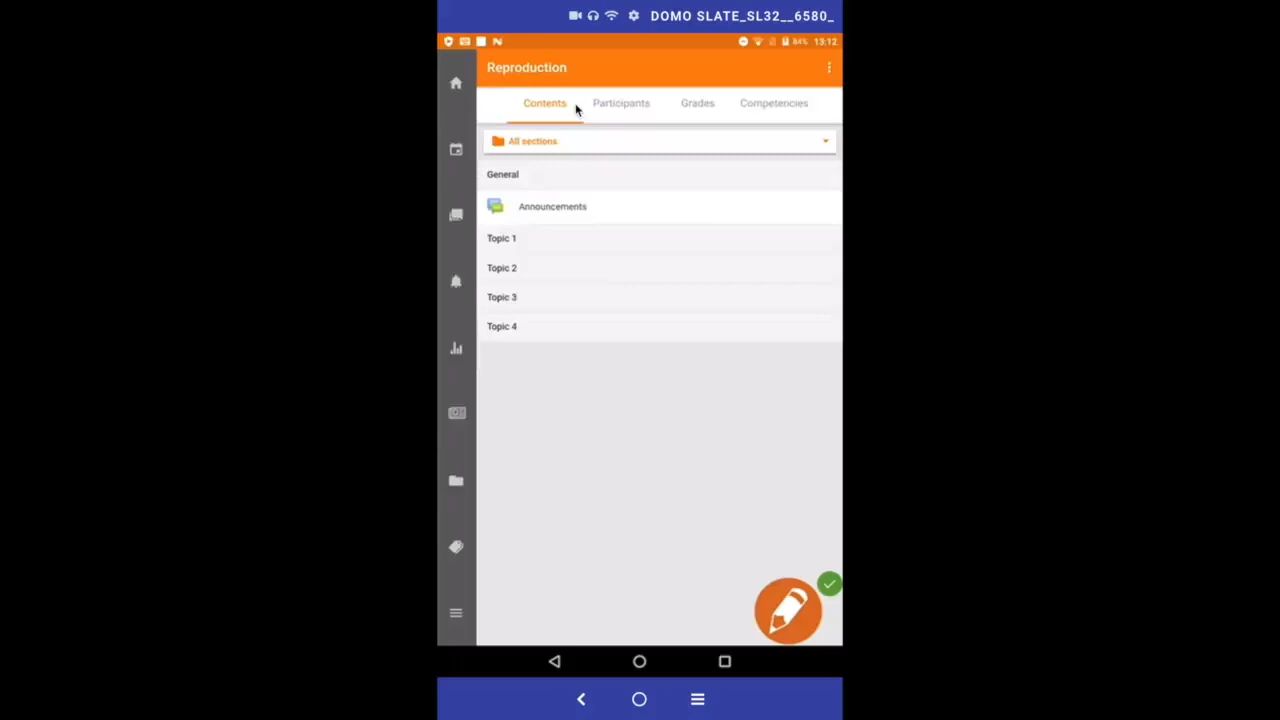 DOMO SLATE_SL32__6580_
84% 13:12
Reproduction
Contents Participants Grades Competencies
All sections
General
Announcements
Topic 1
Topic 2
Topic 3
Topic 4